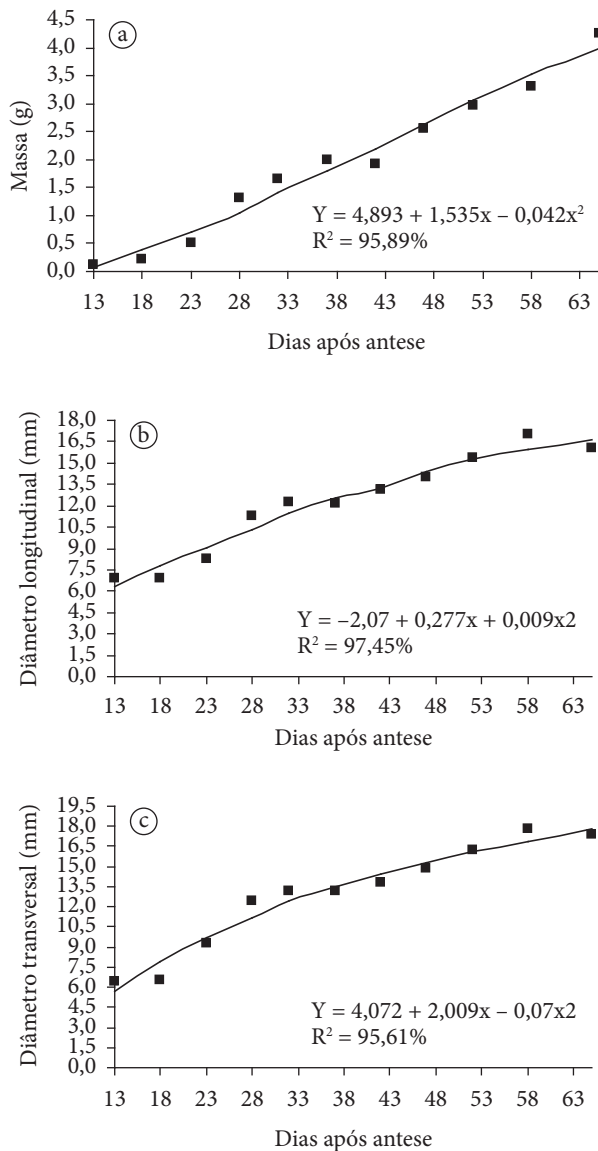 a
Massa (g)
4,5
4,0
3,5
3,0
2,5
2,0
1,5
1,0
0,5
0,0
Y = 4,893 + 1,535x – 0,042x²
R² = 95,89%
13 18 23 28 33 38 43 48 53 58 63
Dias após antese
b
Diâmetro longitudinal (mm)
18,0
16,5
15,0
13,5
12,0
10,5
9,0
7,5
6,0
4,5
3,0
1,5
0,0
Y = –2,07 + 0,277x + 0,009x2
R² = 97,45%
13 18 23 28 33 38 43 48 53 58 63
Dias após antese
c
Diâmetro transversal (mm)
19,5
18,0
16,5
15,0
13,5
12,0
10,5
9,0
7,5
6,0
4,5
3,0
1,5
0,0
Y = 4,072 + 2,009x – 0,07x2
R² = 95,61%
13 18 23 28 33 38 43 48 53 58 63
Dias após antese